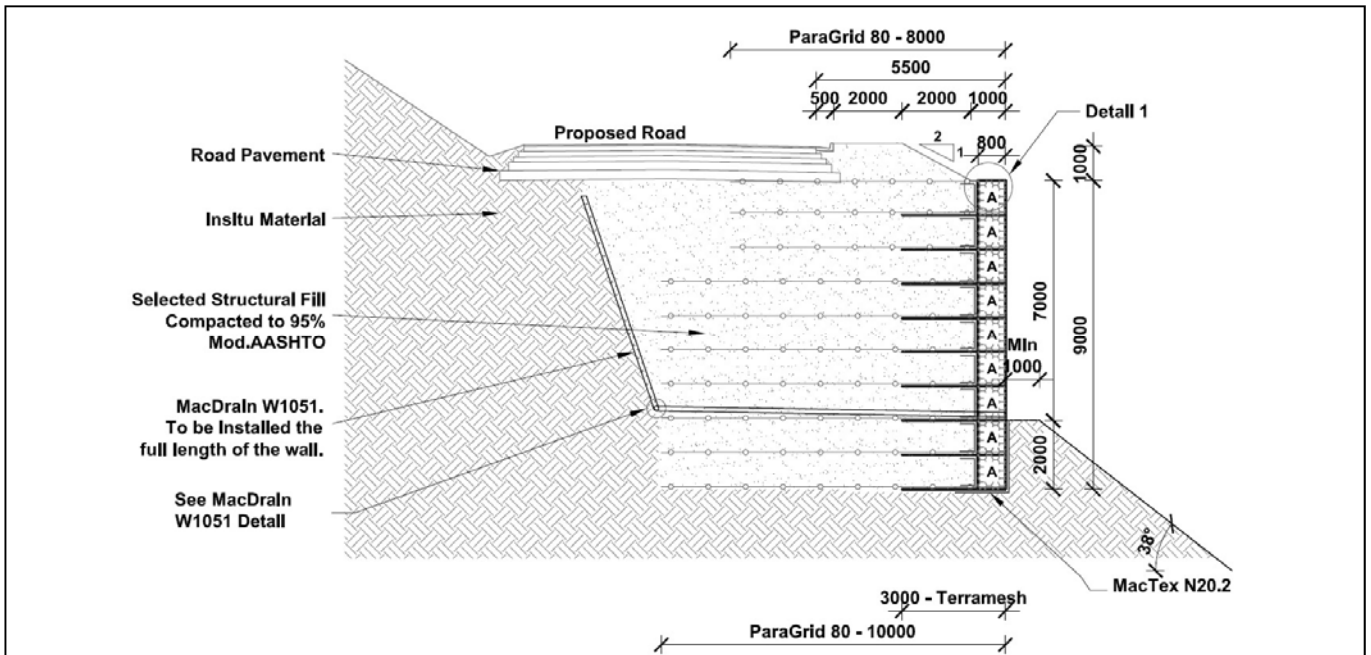 ParaGrid 80 - 8000
5500
500 2000 2000 1000
Detail 1
Proposed Road
2
1
800
1000
Road Pavement
Insitu Material
Selected Structural Fill
Compacted to 95%
Mod.AASHTO
MacDrain W1051.
To be Installed the
full length of the wall.
See MacDrain
W1051 Detail
A
A
A
A
A
A
A
A
A
7000
9000
Min
1000
2000
38°
MacTex N20.2
3000 - Terramesh
ParaGrid 80 - 10000